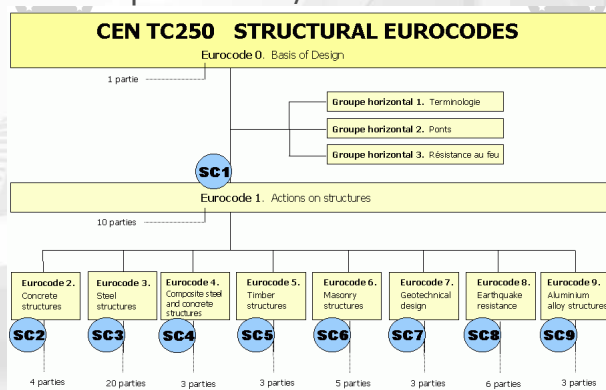 CEN TC250 STRUCTURAL EUROCODES
Eurocode 0. Basis of Design
1 partie
Groupe horizontal 1. Terminologie
Groupe horizontal 2. Ponts
Groupe horizontal 3. Résistance au feu
SC1
Eurocode 1. Actions on structures
10 parties
Eurocode 2.
Concrete
structures
Eurocode 3.
Steel
structures
Eurocode 4.
Composite steel
and concrete
structures
Eurocode 5.
Timber
structures
Eurocode 6.
Masonry
structures
Eurocode 7.
Geotechnical
design
Eurocode 8.
Earthquake
resistance
Eurocode 9.
Aluminium
alloy structures
SC2
SC3
SC4
SC5
SC6
SC7
SC8
SC9
4 parties
20 parties
3 parties
3 parties
5 parties
3 parties
6 parties
3 parties